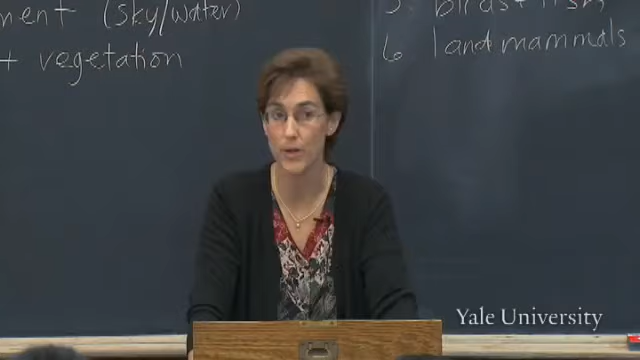 ment (sky/water)
+ vegetation
5. birds + fish
6 land mammals
Yale University